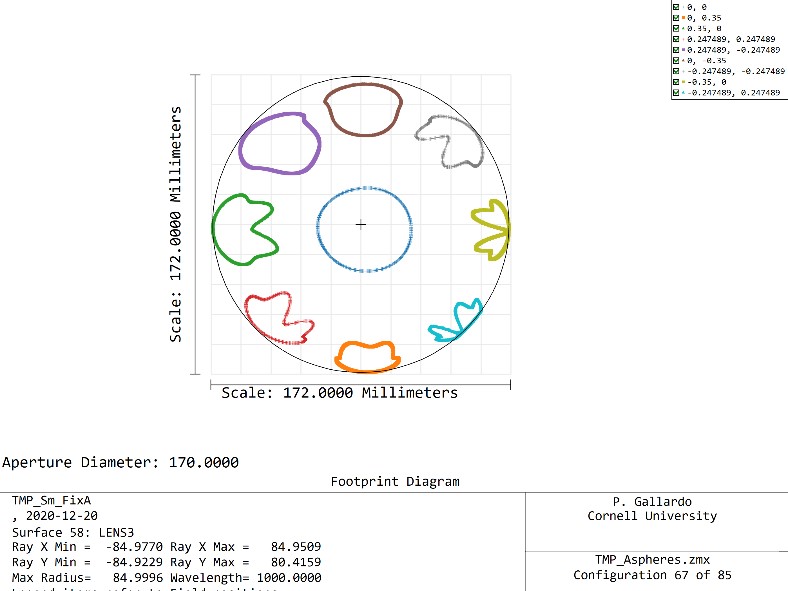 0, 0
0, 0.35
0.35, 0
0.247489, 0.247489
0.247489, -0.247489
0, -0.35
-0.247489, -0.247489
-0.35, 0
-0.247489, 0.247489
Scale: 172.0000 Millimeters
Scale: 172.0000 Millimeters
Aperture Diameter: 170.0000
Footprint Diagram
TMP_Sm_FixA
, 2020-12-20
Surface 58: LENS3
Ray X Min = -84.9770 Ray X Max = 84.9509
Ray Y Min = -84.9229 Ray Y Max = 80.4159
Max Radius= 84.9996 Wavelength= 1000.0000
P. Gallardo
Cornell University
TMP_Aspheres.zmx
Configuration 67 of 85